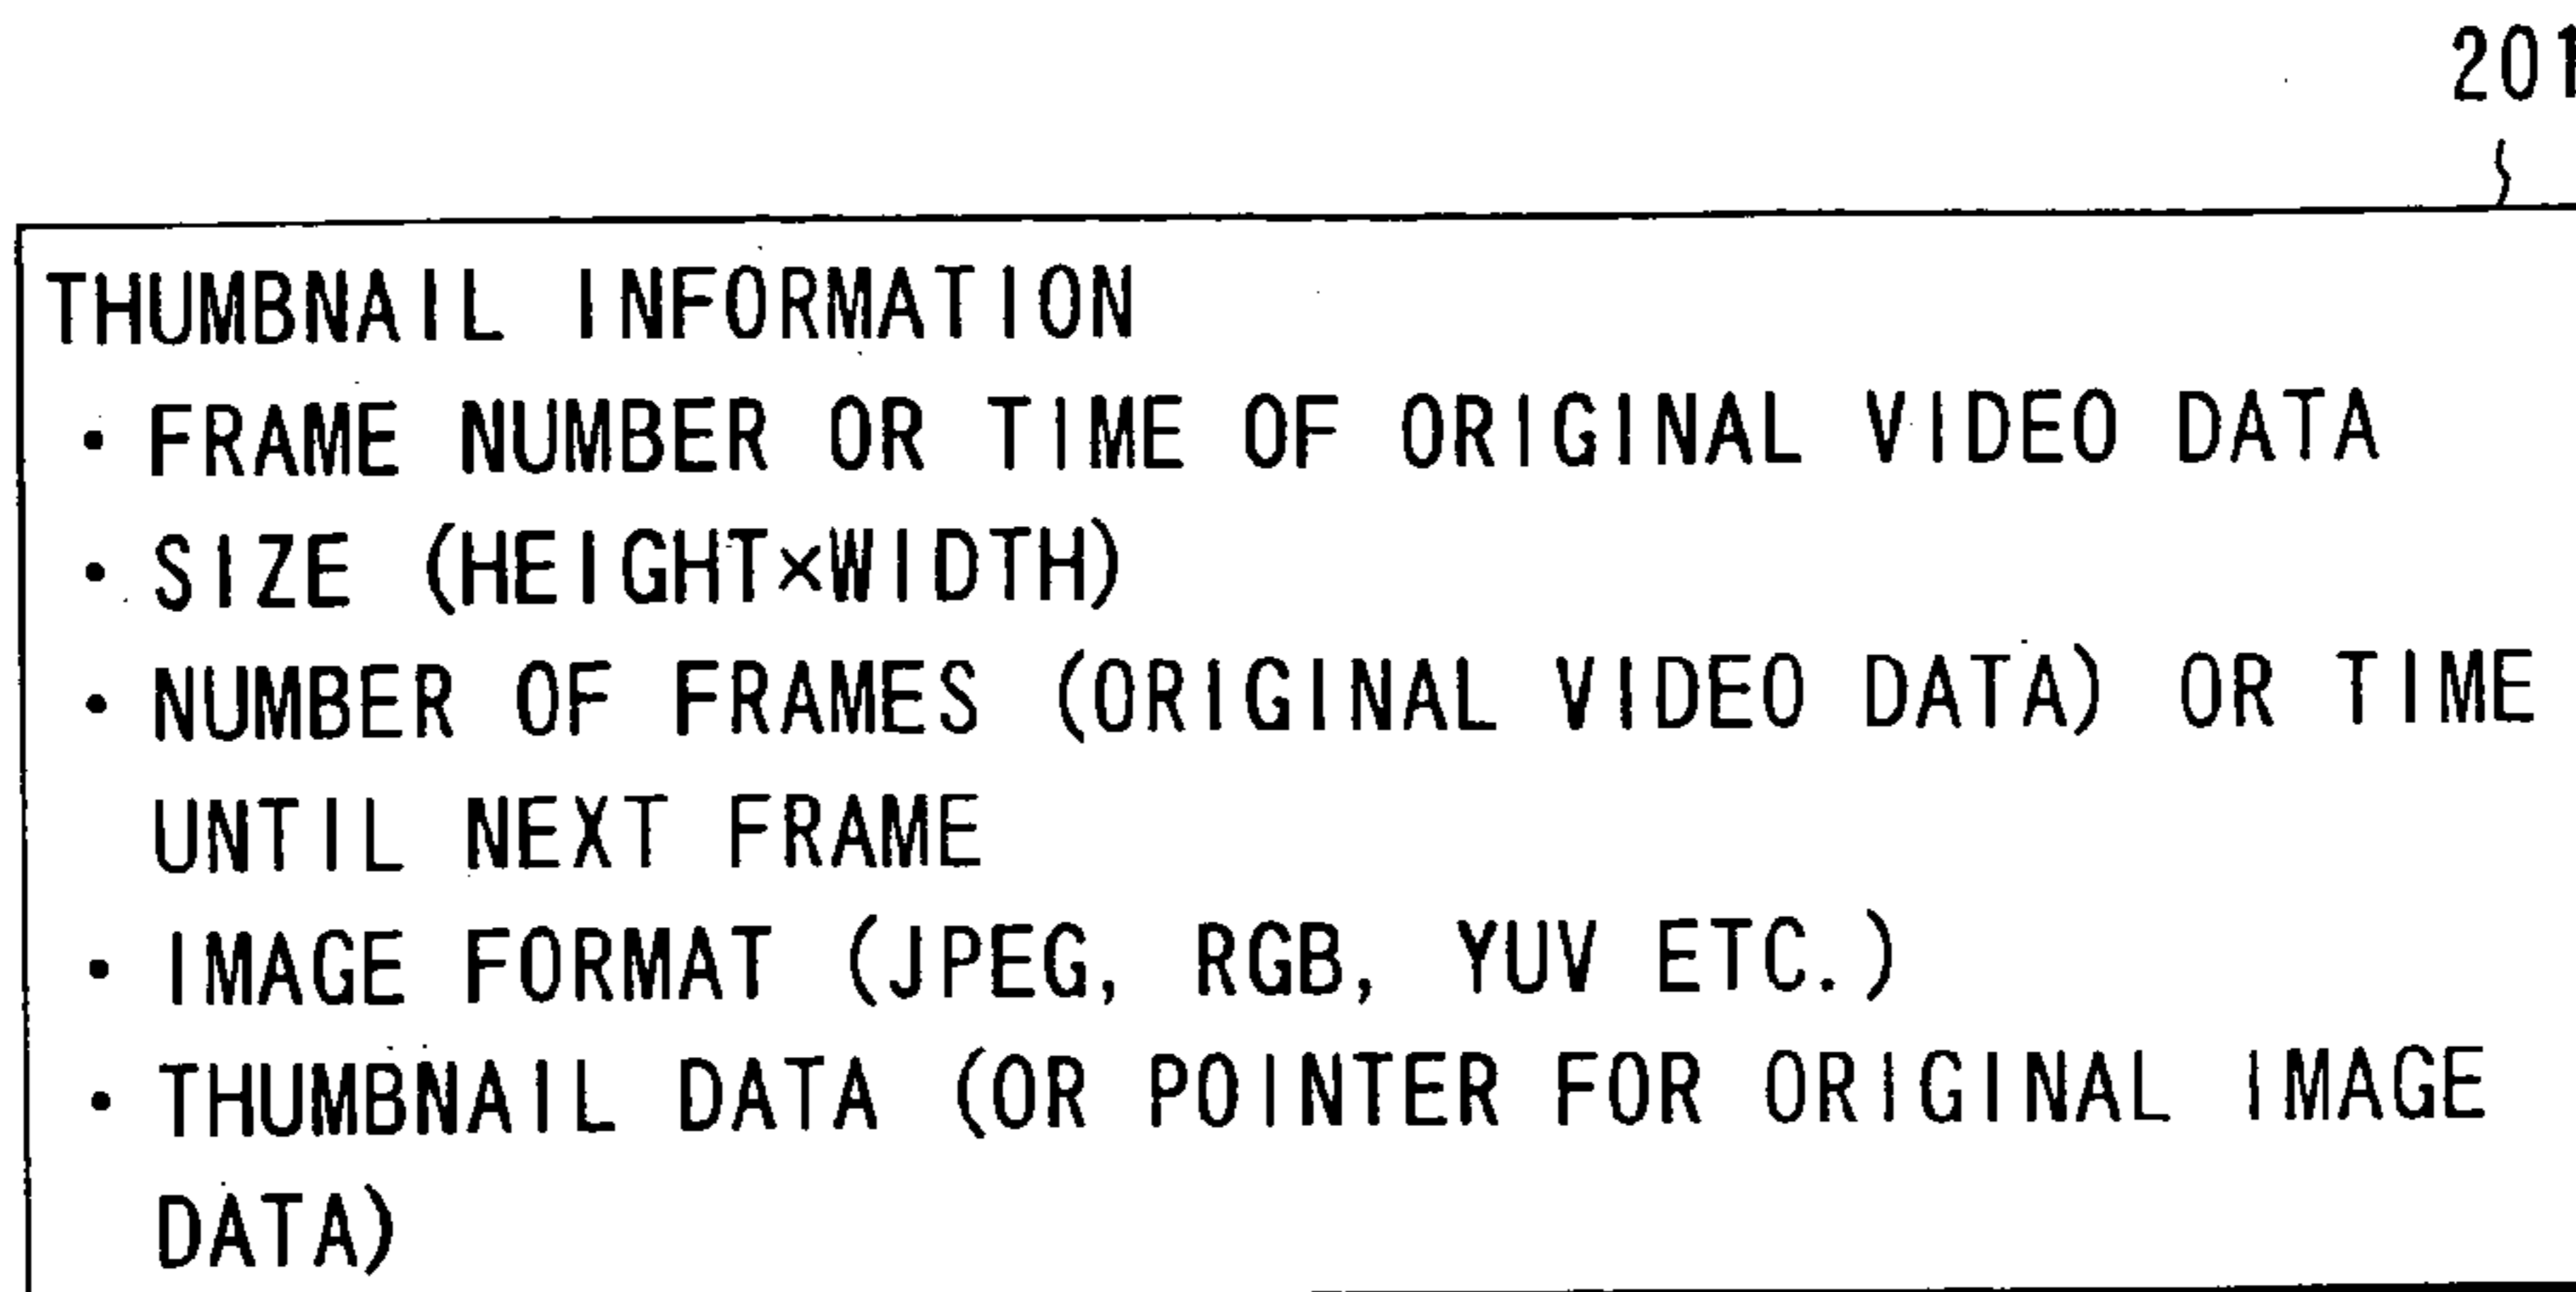 201
THUMBNAIL INFORMATION
・FRAME NUMBER OR TIME OF ORIGINAL VIDEO DATA
・SIZE (HEIGHT×WIDTH)
・NUMBER OF FRAMES (ORIGINAL VIDEO DATA) OR TIME
UNTIL NEXT FRAME
・IMAGE FORMAT (JPEG, RGB, YUV ETC.)
・THUMBNAIL DATA (OR POINTER FOR ORIGINAL IMAGE
DATA)